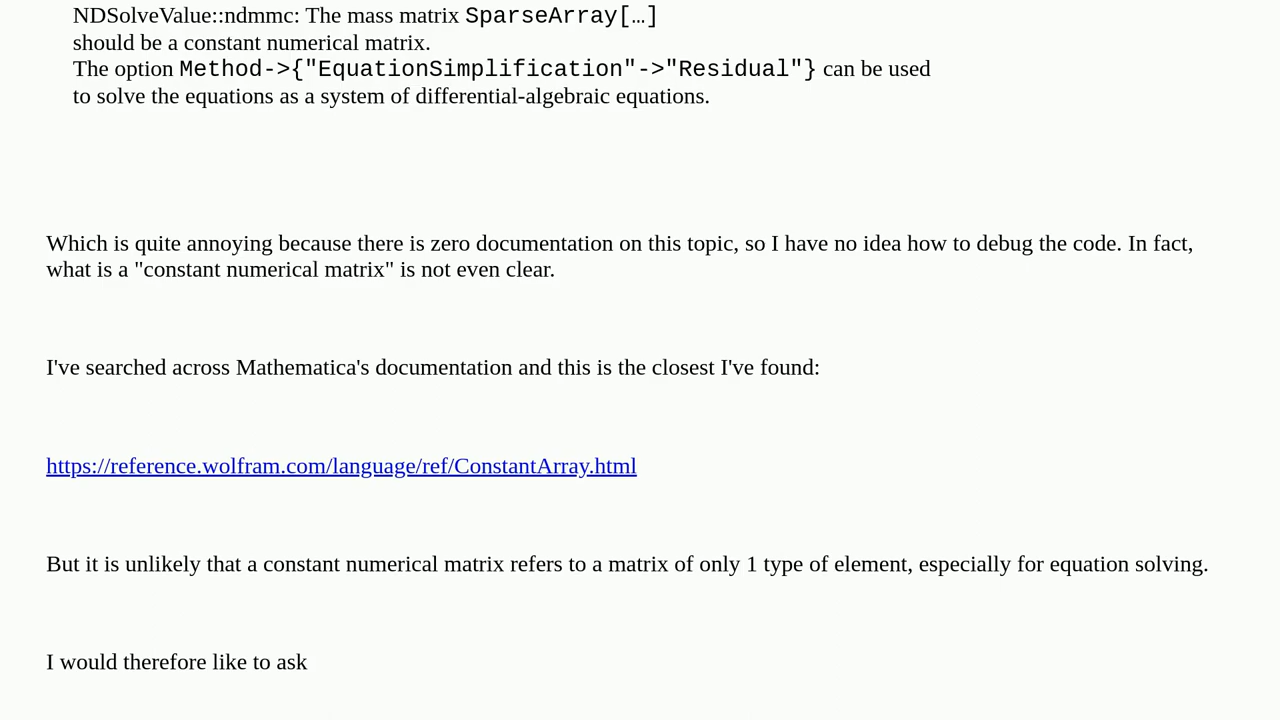 NDSolveValue::ndmmc: The mass matrix SparseArray[…]
should be a constant numerical matrix.
The option Method->{"EquationSimplification"->"Residual"} can be used
to solve the equations as a system of differential-algebraic equations.
Which is quite annoying because there is zero documentation on this topic, so I have no idea how to debug the code. In fact,
what is a "constant numerical matrix" is not even clear.
I've searched across Mathematica's documentation and this is the closest I've found:
https://reference.wolfram.com/language/ref/ConstantArray.html
But it is unlikely that a constant numerical matrix refers to a matrix of only 1 type of element, especially for equation solving.
I would therefore like to ask